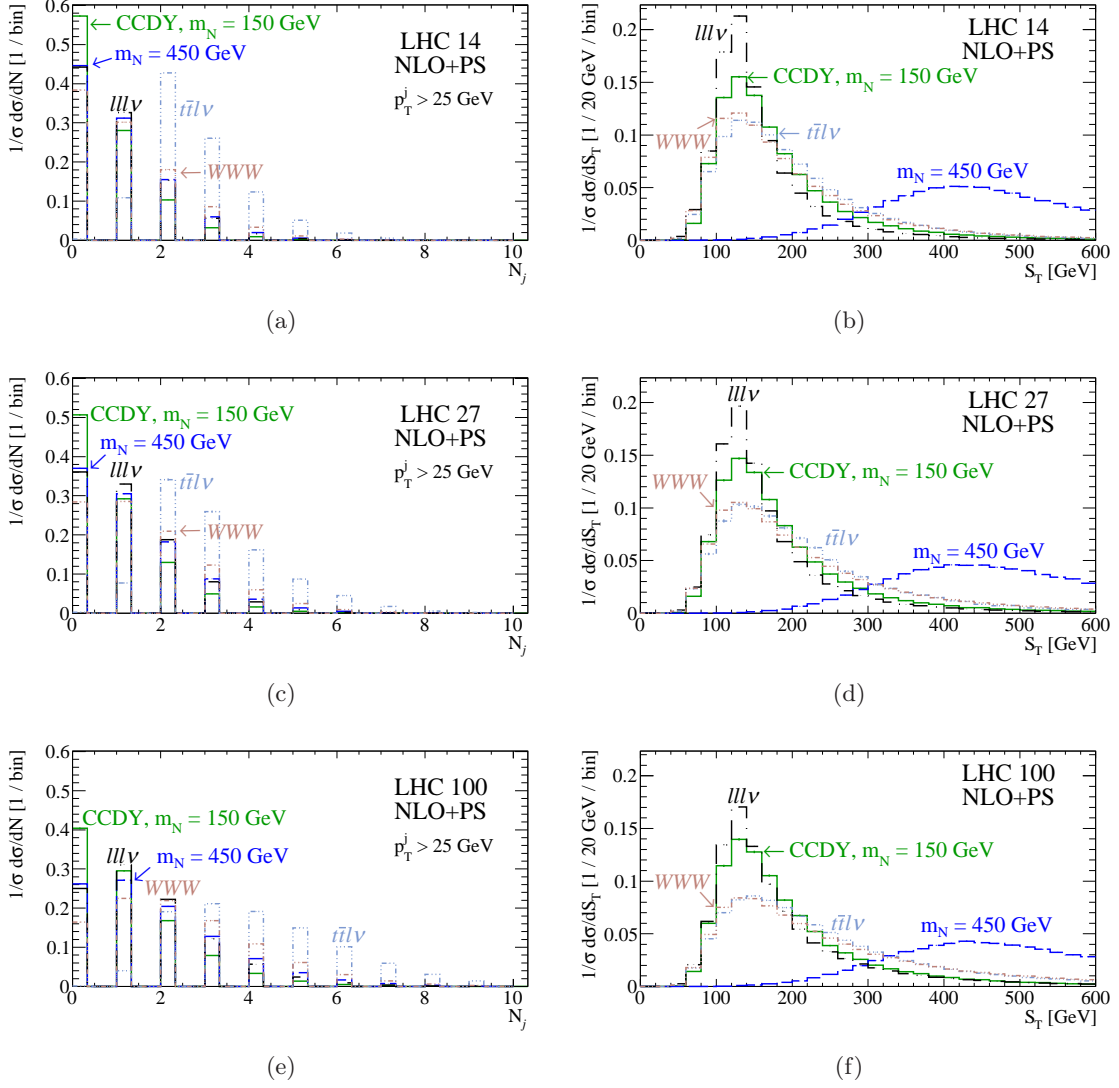 1/σ dσ/dN [1 / bin]
0.6
0.5
0.4
0.3
0.2
0.1
0
CCDY, m_N = 150 GeV
m_N = 450 GeV
lllν
tt̄lν
WWW
LHC 14
NLO+PS
p_T^j > 25 GeV
0 2 4 6 8 10
N_j
(a)
1/σ dσ/dS_T [1 / 20 GeV / bin]
0.2
0.15
0.1
0.05
0
lllν
LHC 14
NLO+PS
CCDY, m_N = 150 GeV
WWW
tt̄lν
m_N = 450 GeV
0 100 200 300 400 500 600
S_T [GeV]
(b)
1/σ dσ/dN [1 / bin]
0.6
0.5
0.4
0.3
0.2
0.1
0
CCDY, m_N = 150 GeV
m_N = 450 GeV
lllν
tt̄lν
WWW
LHC 27
NLO+PS
p_T^j > 25 GeV
0 2 4 6 8 10
N_j
(c)
1/σ dσ/dS_T [1 / 20 GeV / bin]
0.2
0.15
0.1
0.05
0
lllν
LHC 27
NLO+PS
CCDY, m_N = 150 GeV
WWW
tt̄lν
m_N = 450 GeV
0 100 200 300 400 500 600
S_T [GeV]
(d)
1/σ dσ/dN [1 / bin]
0.6
0.5
0.4
0.3
0.2
0.1
0
CCDY, m_N = 150 GeV
lllν
m_N = 450 GeV
WWW
tt̄lν
LHC 100
NLO+PS
p_T^j > 25 GeV
0 2 4 6 8 10
N_j
(e)
1/σ dσ/dS_T [1 / 20 GeV / bin]
0.2
0.15
0.1
0.05
0
lllν
LHC 100
NLO+PS
CCDY, m_N = 150 GeV
WWW
tt̄lν
m_N = 450 GeV
0 100 200 300 400 500 600
S_T [GeV]
(f)